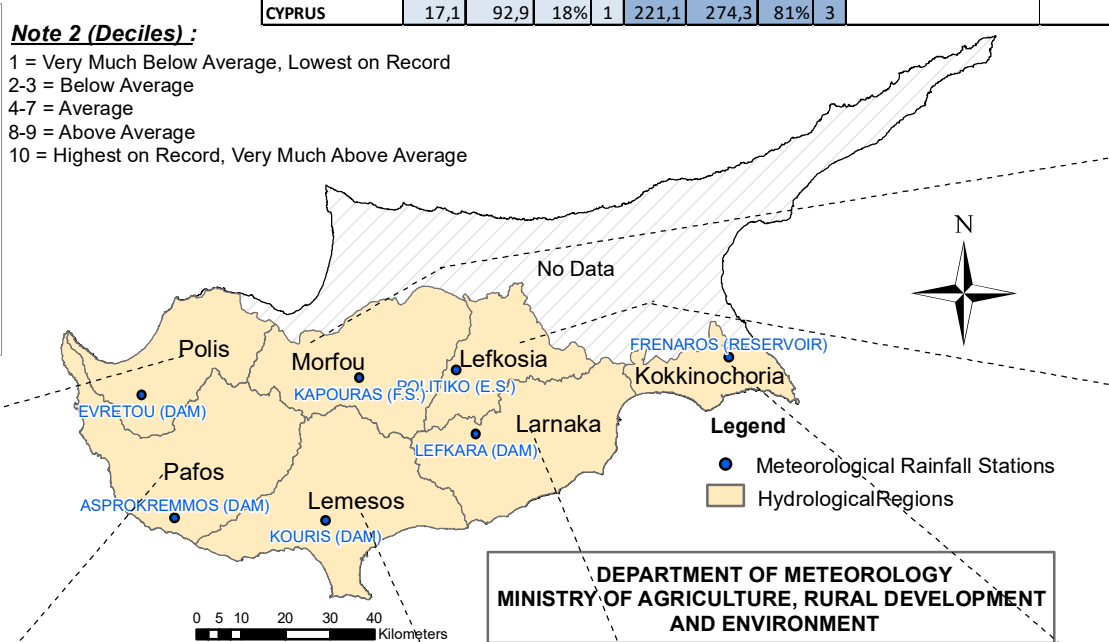 CYPRUS 17,1 92,9 18% 1 221,1 274,3 81% 3
Note 2 (Deciles) :
1 = Very Much Below Average, Lowest on Record
2-3 = Below Average
4-7 = Average
8-9 = Above Average
10 = Highest on Record, Very Much Above Average
N
No Data
Polis
Morfou
Lefkosia
FRENAROS (RESERVOIR)
Kokkinochoria
KAPOURAS (F.S.)
POLITIKO (E.S.)
EVRETOU (DAM)
Larnaka
LEFKARA (DAM)
Pafos
ASPROKREMMOS (DAM)
Lemesos
KOURIS (DAM)
Legend
Meteorological Rainfall Stations
HydrologicalRegions
DEPARTMENT OF METEOROLOGY
MINISTRY OF AGRICULTURE, RURAL DEVELOPMENT
AND ENVIRONMENT
0 5 10 20 30 40
Kilometers